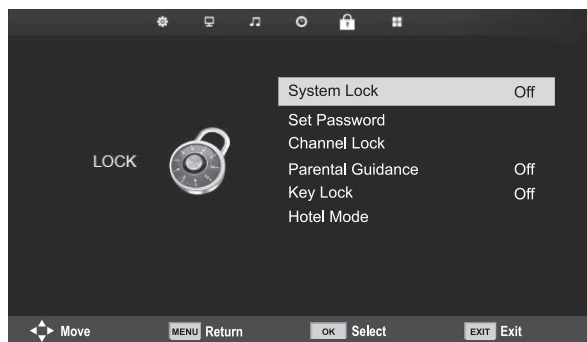 System Lock Off
Set Password
Channel Lock
LOCK
Parental Guidance Off
Key Lock Off
Hotel Mode
Move MENU Return OK Select EXIT Exit